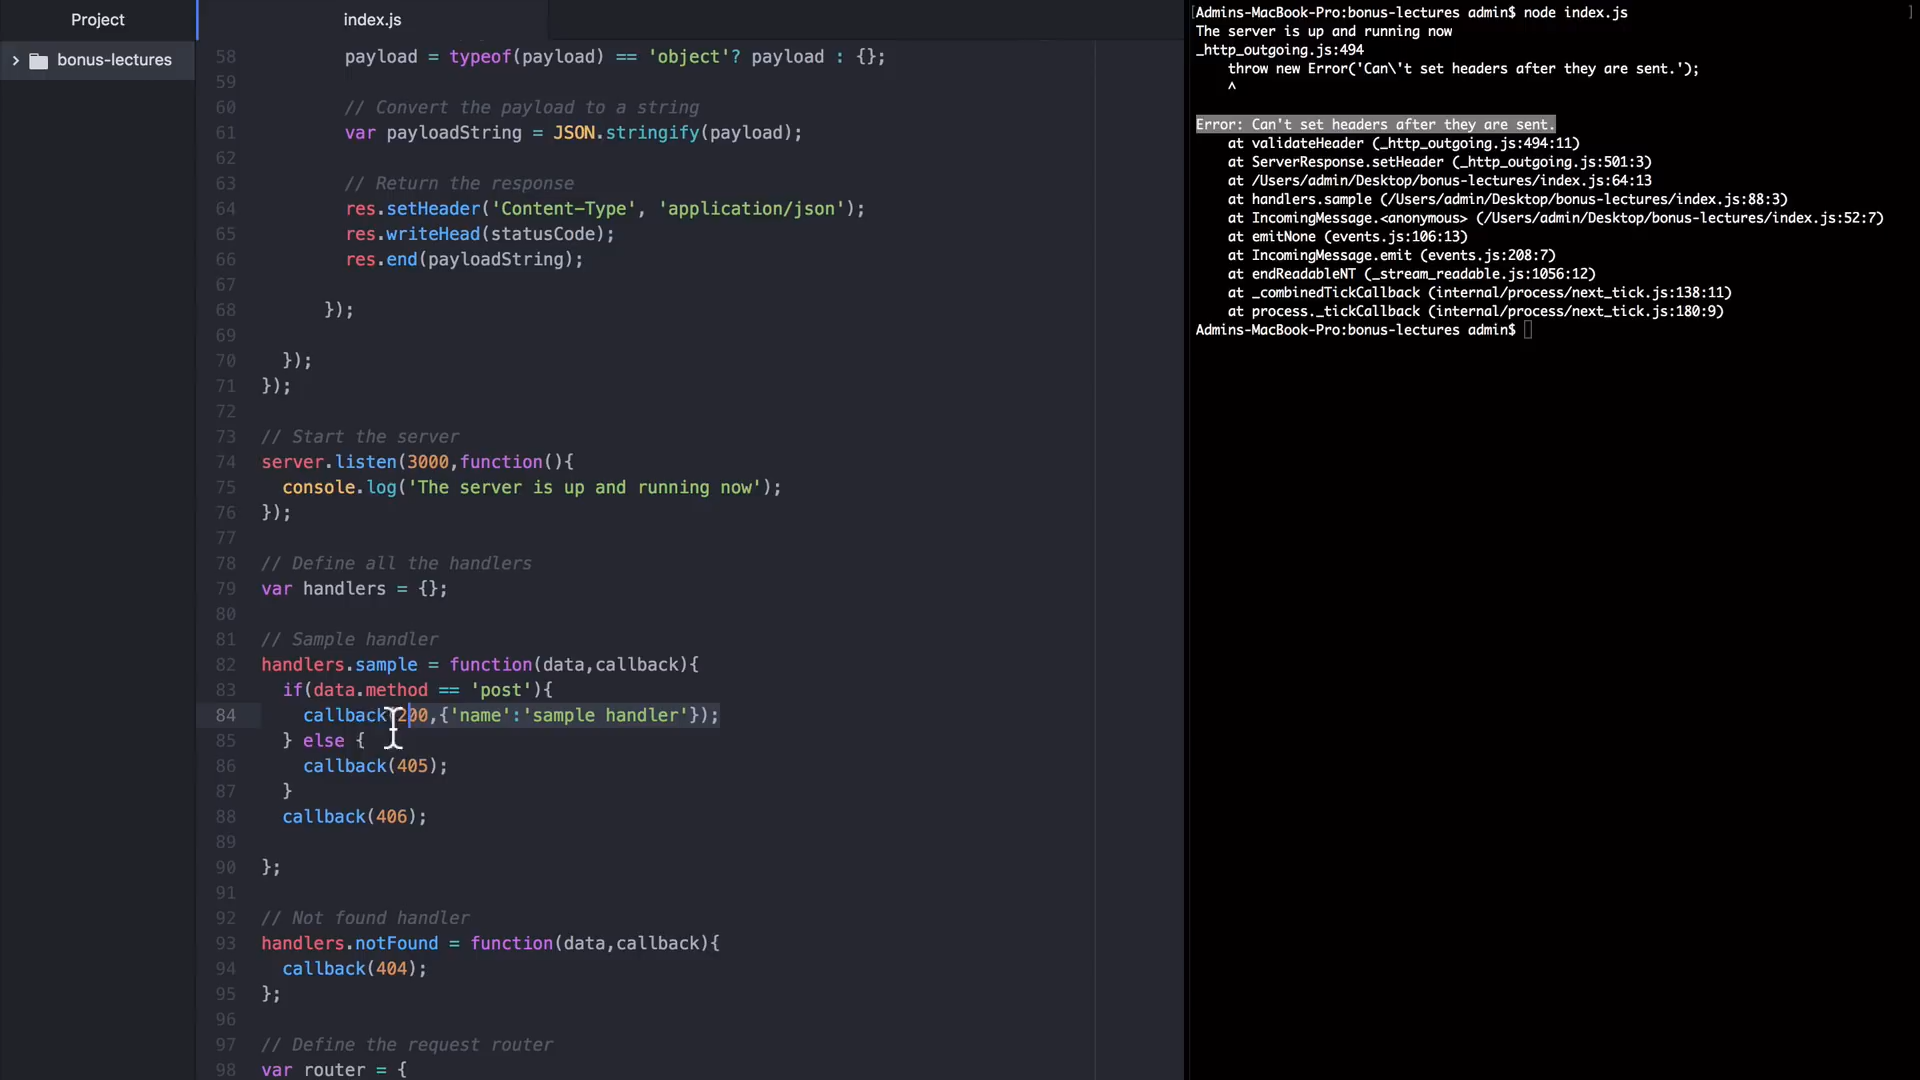 Project
bonus-lectures
index.js
58 payload = typeof(payload) == 'object'? payload : {};
59
60 // Convert the payload to a string
61 var payloadString = JSON.stringify(payload);
62
63 // Return the response
64 res.setHeader('Content-Type', 'application/json');
65 res.writeHead(statusCode);
66 res.end(payloadString);
67
68 });
69
70 });
71 });
72
73 // Start the server
74 server.listen(3000,function(){
75 console.log('The server is up and running now');
76 });
77
78 // Define all the handlers
79 var handlers = {};
80
81 // Sample handler
82 handlers.sample = function(data,callback){
83 if(data.method == 'post'){
84 callback(200,{'name':'sample handler'});
85 } else {
86 callback(405);
87 }
88 callback(406);
89
90 };
91
92 // Not found handler
93 handlers.notFound = function(data,callback){
94 callback(404);
95 };
96
97 // Define the request router
98 var router = {
[Admins-MacBook-Pro:bonus-lectures admin$ node index.js ]
The server is up and running now
_http_outgoing.js:494
throw new Error('Can\'t set headers after they are sent.');
^
Error: Can't set headers after they are sent.
at validateHeader (_http_outgoing.js:494:11)
at ServerResponse.setHeader (_http_outgoing.js:501:3)
at /Users/admin/Desktop/bonus-lectures/index.js:64:13
at handlers.sample (/Users/admin/Desktop/bonus-lectures/index.js:88:3)
at IncomingMessage.<anonymous> (/Users/admin/Desktop/bonus-lectures/index.js:52:7)
at emitNone (events.js:106:13)
at IncomingMessage.emit (events.js:208:7)
at endReadableNT (_stream_readable.js:1056:12)
at _combinedTickCallback (internal/process/next_tick.js:138:11)
at process._tickCallback (internal/process/next_tick.js:180:9)
Admins-MacBook-Pro:bonus-lectures admin$